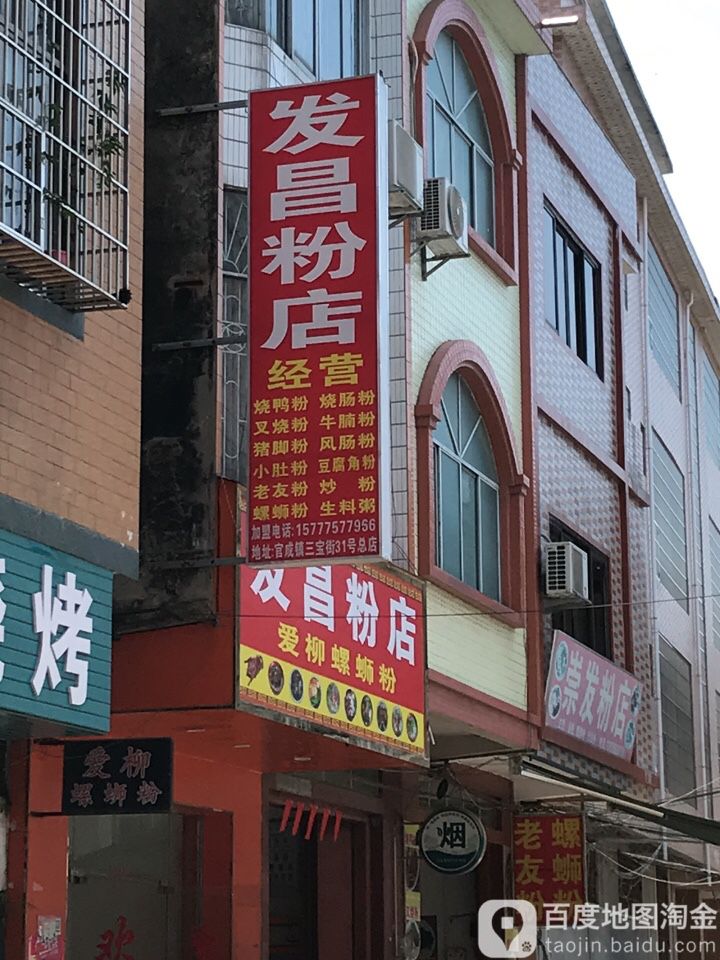 发昌粉店
经营
烧鸭粉 烧肠粉
叉烧粉 牛腩粉
猪脚粉 风肠粉
小肚粉 豆腐角粉
老友粉 炒 粉
螺蛳粉 生料粥
加盟电话:15777577966
地址:官成镇三宝街31号总店
发昌粉店
爱柳螺蛳粉
烤
爱柳
螺蛳粉
崇发粉店
烟
老友粉
螺蛳粉
欢
百度地图淘金
taojin.baidu.com